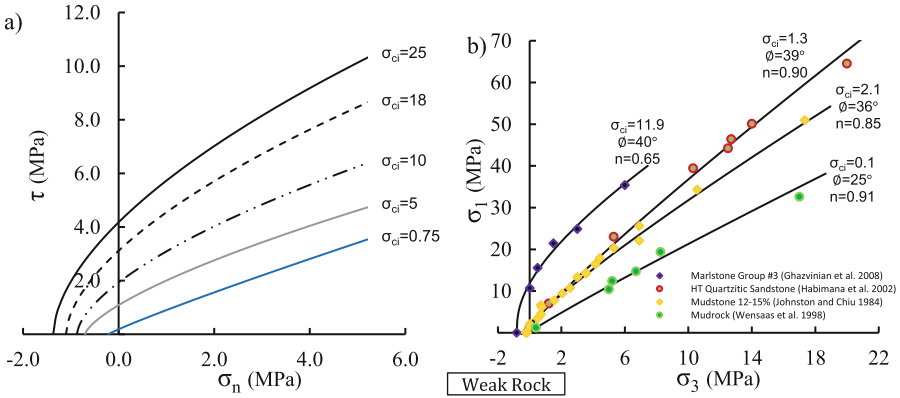 a)
12.0
10.0
8.0
6.0
4.0
2.0
τ (MPa)
-2.0
0.0
2.0
4.0
6.0
σn (MPa)
σci=25
σci=18
σci=10
σci=5
σci=0.75
b)
70
60
50
40
30
20
10
0
σ1 (MPa)
-2
2
6
10
14
18
22
σ3 (MPa)
σci=11.9
Ø=40°
n=0.65
σci=1.3
Ø=39°
n=0.90
σci=2.1
Ø=36°
n=0.85
σci=0.1
Ø=25°
n=0.91
Marlstone Group #3 (Ghazvinian et al. 2008)
HT Quartzitic Sandstone (Habimana et al. 2002)
Mudstone 12-15% (Johnston and Chiu 1984)
Mudrock (Wensaas et al. 1998)
Weak Rock